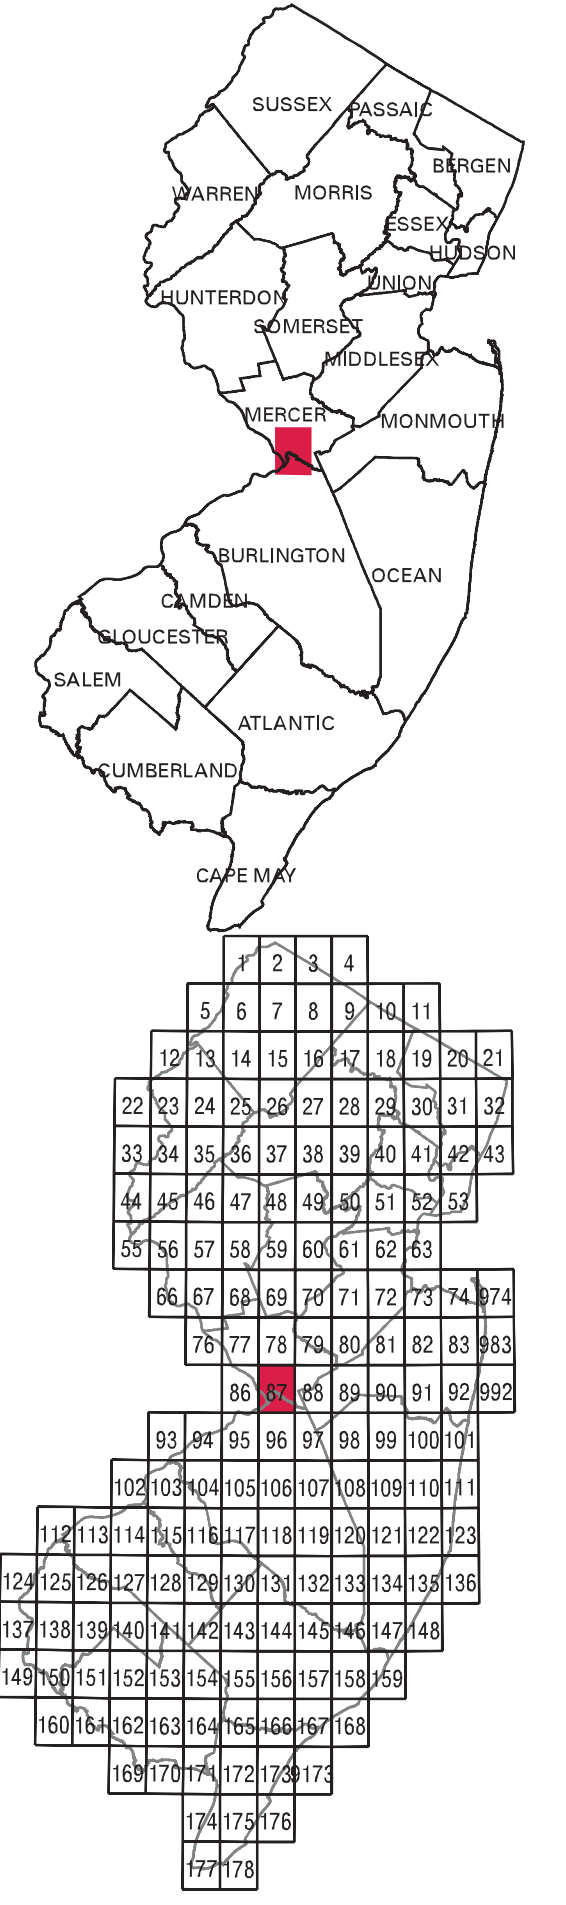 SUSSEX
PASSAIC
BERGEN
WARREN
MORRIS
ESSEX
HUDSON
UNION
HUNTERDON
SOMERSET
MIDDLESEX
MERCER
MONMOUTH
BURLINGTON
OCEAN
CAMDEN
GLOUCESTER
SALEM
ATLANTIC
CUMBERLAND
CAPE MAY
1 2 3 4
5 6 7 8 9 10 11
12 13 14 15 16 17 18 19 20 21
22 23 24 25 26 27 28 29 30 31 32
33 34 35 36 37 38 39 40 41 42 43
44 45 46 47 48 49 50 51 52 53
55 56 57 58 59 60 61 62 63
66 67 68 69 70 71 72 73 74 974
76 77 78 79 80 81 82 83 983
86 87 88 89 90 91 92 992
93 94 95 96 97 98 99 100 101
102 103 104 105 106 107 108 109 110 111
112 113 114 115 116 117 118 119 120 121 122 123
124 125 126 127 128 129 130 131 132 133 134 135 136
137 138 139 140 141 142 143 144 145 146 147 148
149 150 151 152 153 154 155 156 157 158 159
160 161 162 163 164 165 166 167 168
169 170 171 172 173 9173
174 175 176
177 178